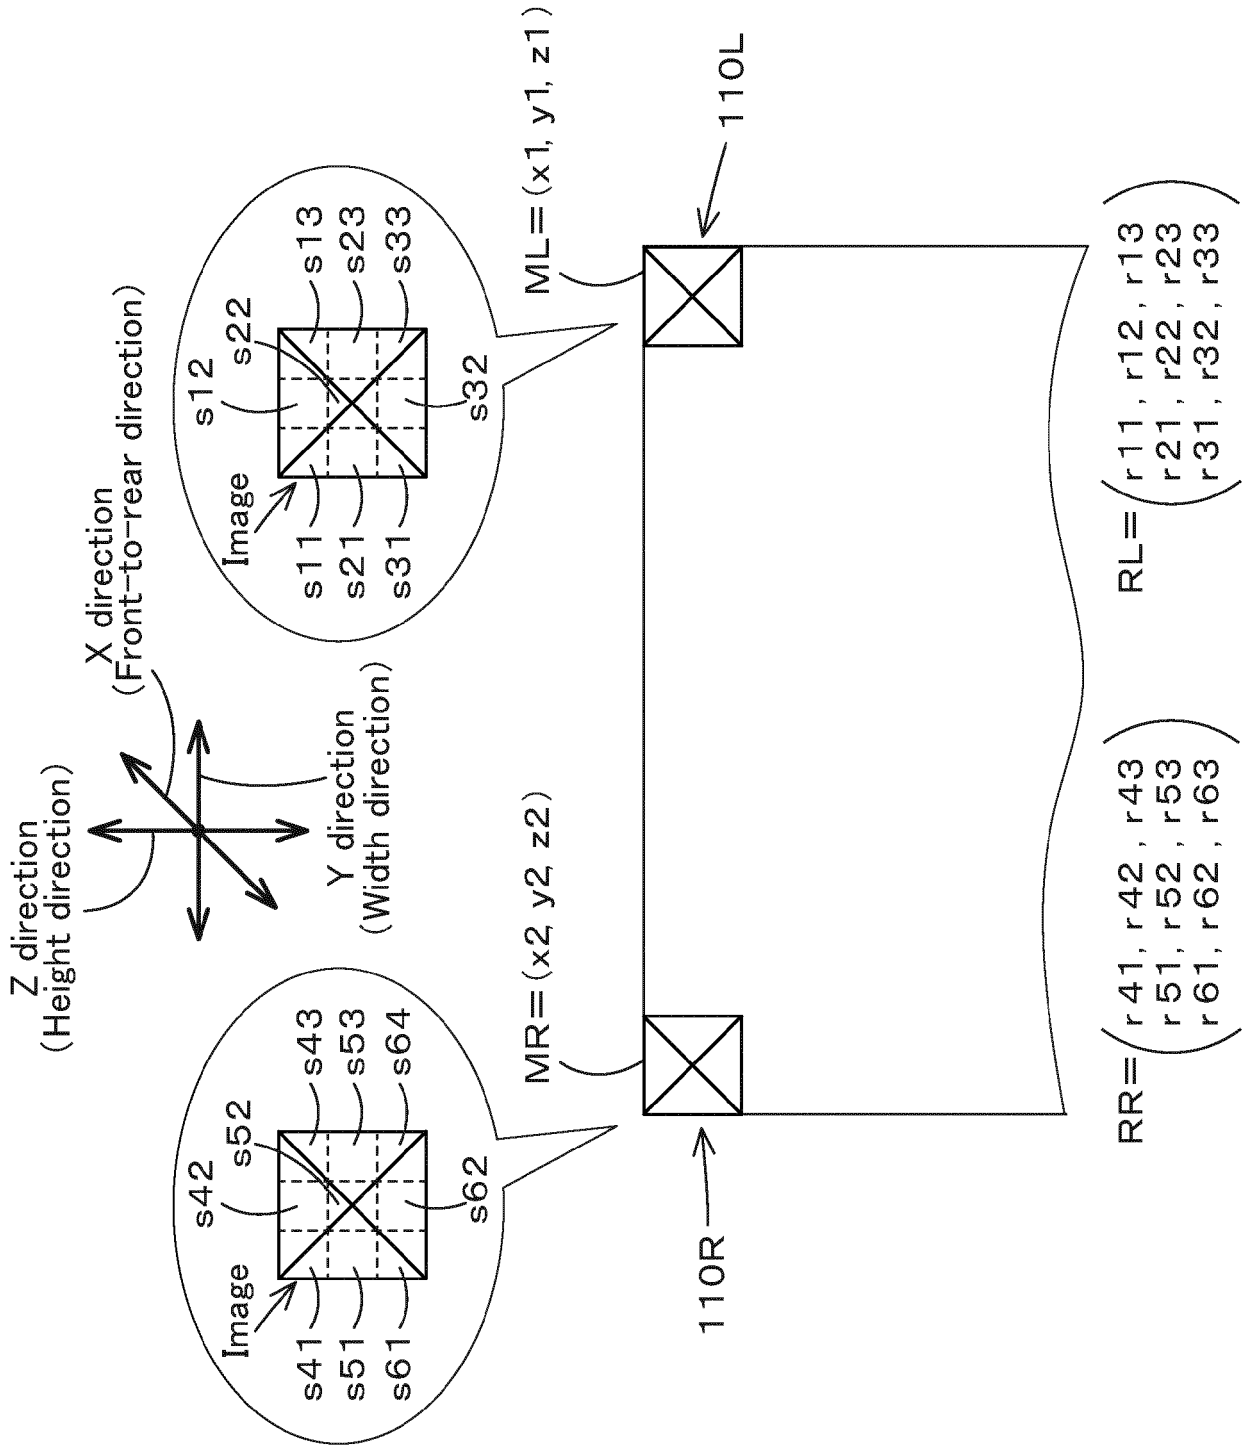 Z direction
(Height direction)
X direction
(Front-to-rear direction)
Y direction
(Width direction)
Image
s42
s52
s41
s43
s51
s53
s61
s64
s62
Image
s12
s22
s11
s13
s21
s23
s31
s33
s32
MR=(x2, y2, z2)
ML=(x1, y1, z1)
110R
110L
RR=
r41, r42, r43
r51, r52, r53
r61, r62, r63
RL=
r11, r12, r13
r21, r22, r23
r31, r32, r33